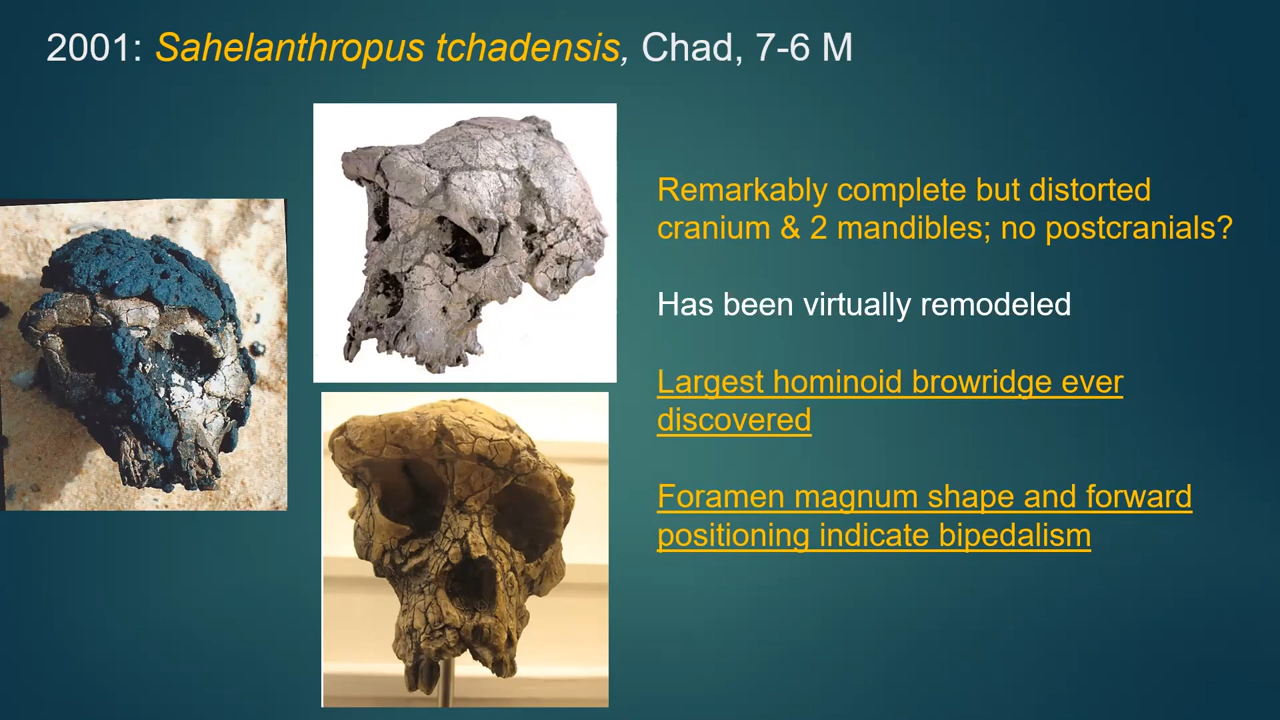 2001: Sahelanthropus tchadensis, Chad, 7-6 M
Remarkably complete but distorted
cranium & 2 mandibles; no postcranials?
Has been virtually remodeled
Largest hominoid browridge ever
discovered
Foramen magnum shape and forward
positioning indicate bipedalism